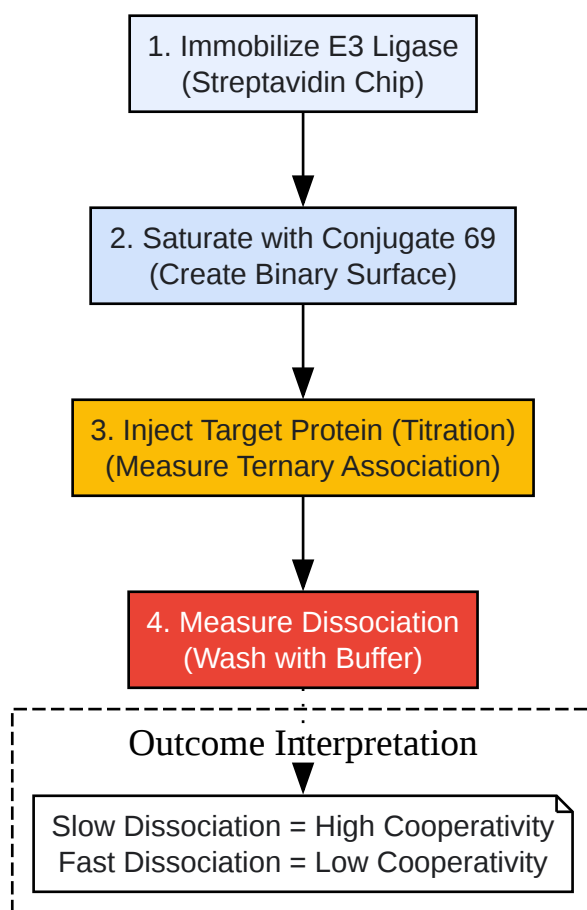 1. Immobilize E3 Ligase
(Streptavidin Chip)
2. Saturate with Conjugate 69
(Create Binary Surface)
3. Inject Target Protein (Titration)
(Measure Ternary Association)
4. Measure Dissociation
(Wash with Buffer)
Outcome Interpretation
Slow Dissociation = High Cooperativity
Fast Dissociation = Low Cooperativity